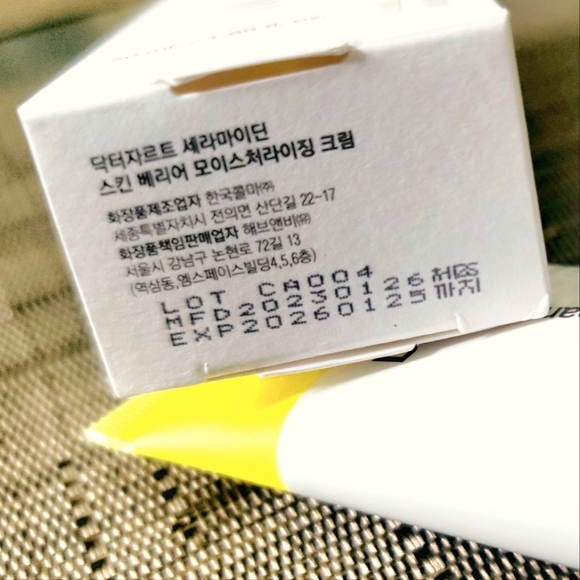 닥터자르트 세라마이딘
스킨 베리어 모이스처라이징 크림
화장품제조업자 한국콜마㈜
세종특별자치시 전의면 산단길 22-17
화장품책임판매업자 해브앤비㈜
서울시 강남구 논현로 72길 13
(역삼동,엠스페이스빌딩4,5,6층)
LOT CA004
MFD20230126 제조
EXP20260125 까지